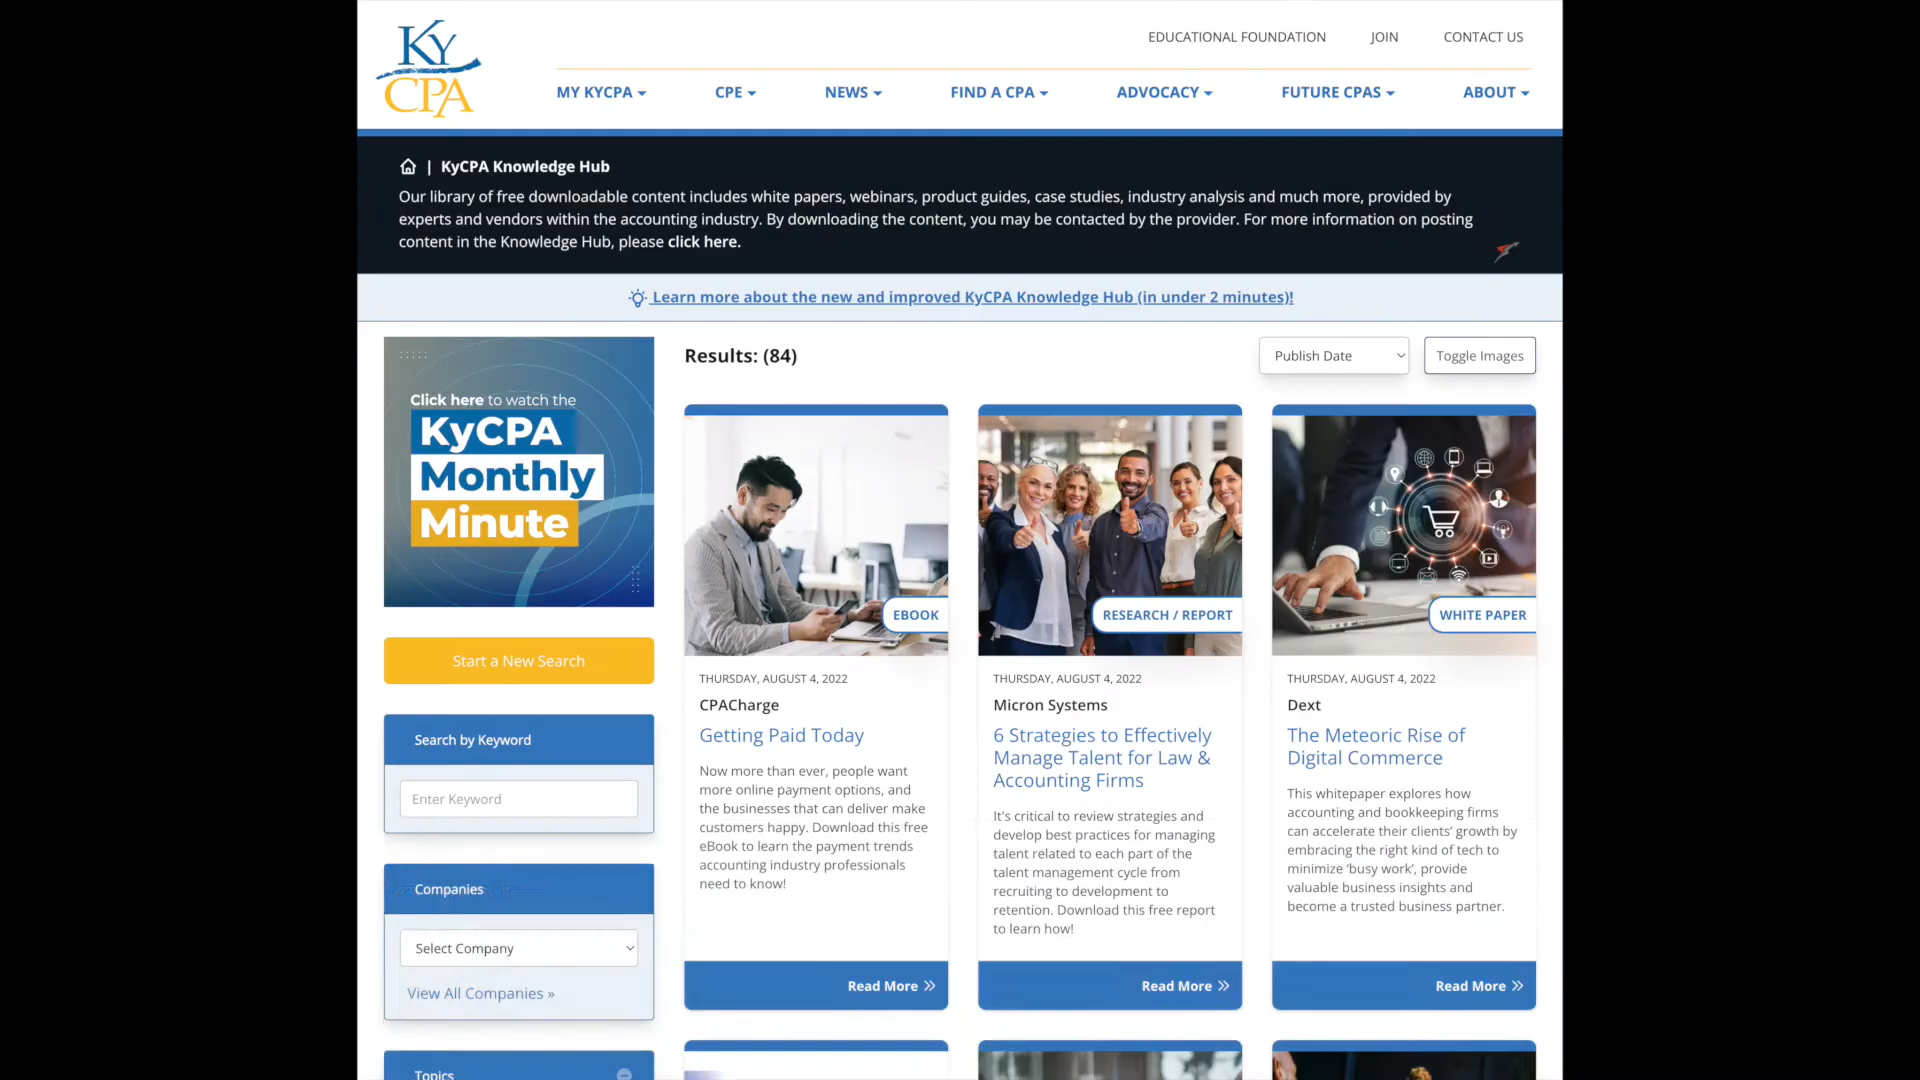 KY
CPA
EDUCATIONAL FOUNDATION
JOIN
CONTACT US
MY KYCPA
CPE
NEWS
FIND A CPA
ADVOCACY
FUTURE CPAS
ABOUT
| KyCPA Knowledge Hub
Our library of free downloadable content includes white papers, webinars, product guides, case studies, industry analysis and much more, provided by
experts and vendors within the accounting industry. By downloading the content, you may be contacted by the provider. For more information on posting
content in the Knowledge Hub, please click here.
Learn more about the new and improved KyCPA Knowledge Hub (in under 2 minutes)!
Click here to watch the
KyCPA
Monthly
Minute
Start a New Search
Search by Keyword
Enter Keyword
Companies
Select Company
View All Companies »
Topics
Results: (84)
Publish Date
Toggle Images
EBOOK
THURSDAY, AUGUST 4, 2022
CPACharge
Getting Paid Today
Now more than ever, people want
more online payment options, and
the businesses that can deliver make
customers happy. Download this free
eBook to learn the payment trends
accounting industry professionals
need to know!
Read More
RESEARCH / REPORT
THURSDAY, AUGUST 4, 2022
Micron Systems
6 Strategies to Effectively
Manage Talent for Law &
Accounting Firms
It's critical to review strategies and
develop best practices for managing
talent related to each part of the
talent management cycle from
recruiting to development to
retention. Download this free report
to learn how!
Read More
WHITE PAPER
THURSDAY, AUGUST 4, 2022
Dext
The Meteoric Rise of
Digital Commerce
This whitepaper explores how
accounting and bookkeeping firms
can accelerate their clients’ growth by
embracing the right kind of tech to
minimize ‘busy work’, provide
valuable business insights and
become a trusted business partner.
Read More